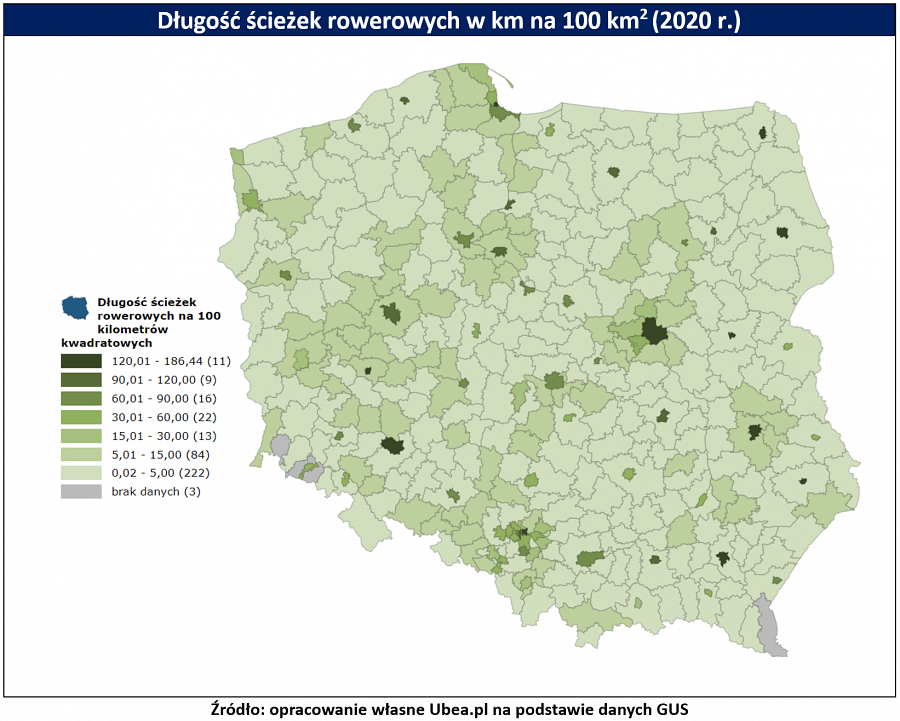 Długość ścieżek rowerowych w km na 100 km² (2020 r.)
Długość ścieżek
rowerowych na 100
kilometrów
kwadratowych
120,01 - 186,44 (11)
90,01 - 120,00 (9)
60,01 - 90,00 (16)
30,01 - 60,00 (22)
15,01 - 30,00 (13)
5,01 - 15,00 (84)
0,02 - 5,00 (222)
brak danych (3)
Źródło: opracowanie własne Ubea.pl na podstawie danych GUS